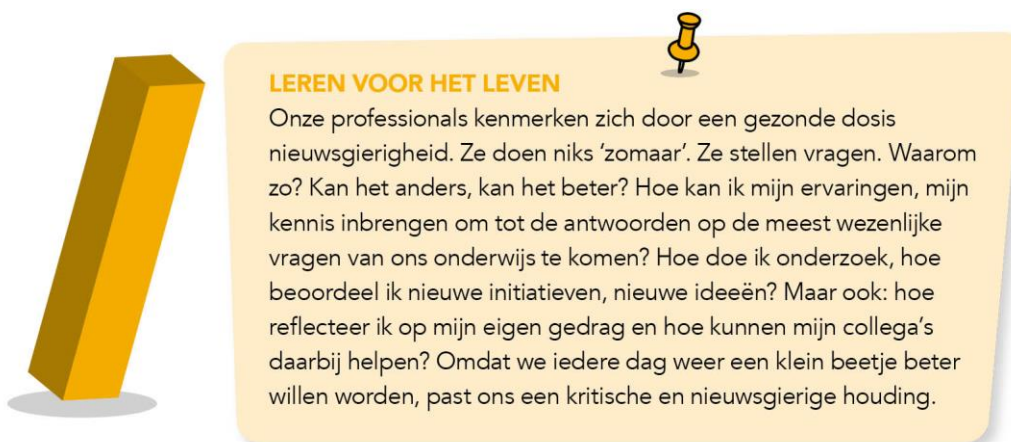 LEREN VOOR HET LEVEN
Onze professionals kenmerken zich door een gezonde dosis
nieuwsgierigheid. Ze doen niks ‘zomaar’. Ze stellen vragen. Waarom
zo? Kan het anders, kan het beter? Hoe kan ik mijn ervaringen, mijn
kennis inbrengen om tot de antwoorden op de meest wezenlijke
vragen van ons onderwijs te komen? Hoe doe ik onderzoek, hoe
beoordeel ik nieuwe initiatieven, nieuwe ideeën? Maar ook: hoe
reflecteer ik op mijn eigen gedrag en hoe kunnen mijn collega’s
daarbij helpen? Omdat we iedere dag weer een klein beetje beter
willen worden, past ons een kritische en nieuwsgierige houding.